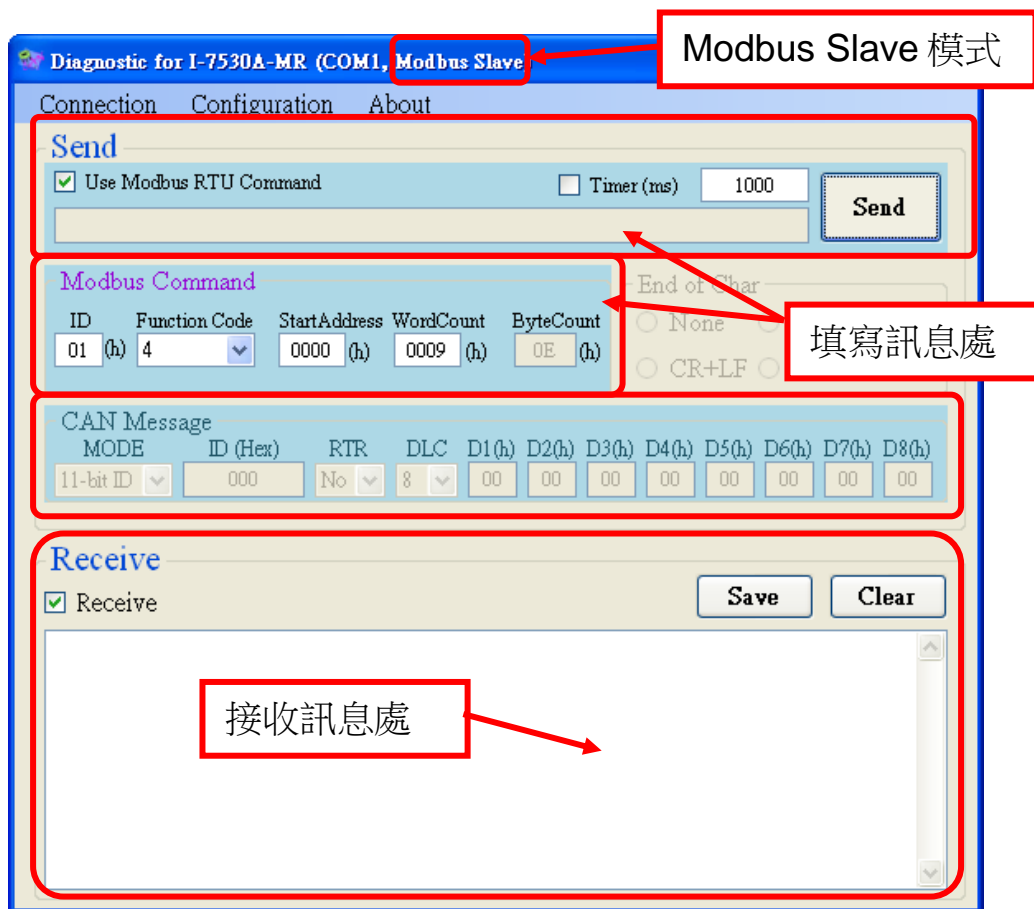 Modbus Slave 模式
Diagnostic for I-7530A-MR (COM1, Modbus Slave)
Connection Configuration About
Send
Use Modbus RTU Command Timer (ms) 1000
Send
Modbus Command
End of Char
ID Function Code StartAddress WordCount ByteCount
None
01 (h) 4 0000 (h) 0009 (h) 0E (h)
填寫訊息處
CR+LF
CAN Message
MODE ID (Hex) RTR DLC D1(h) D2(h) D3(h) D4(h) D5(h) D6(h) D7(h) D8(h)
11-bit ID 000 No 8 00 00 00 00 00 00 00 00
Receive
Receive
Save Clear
接收訊息處